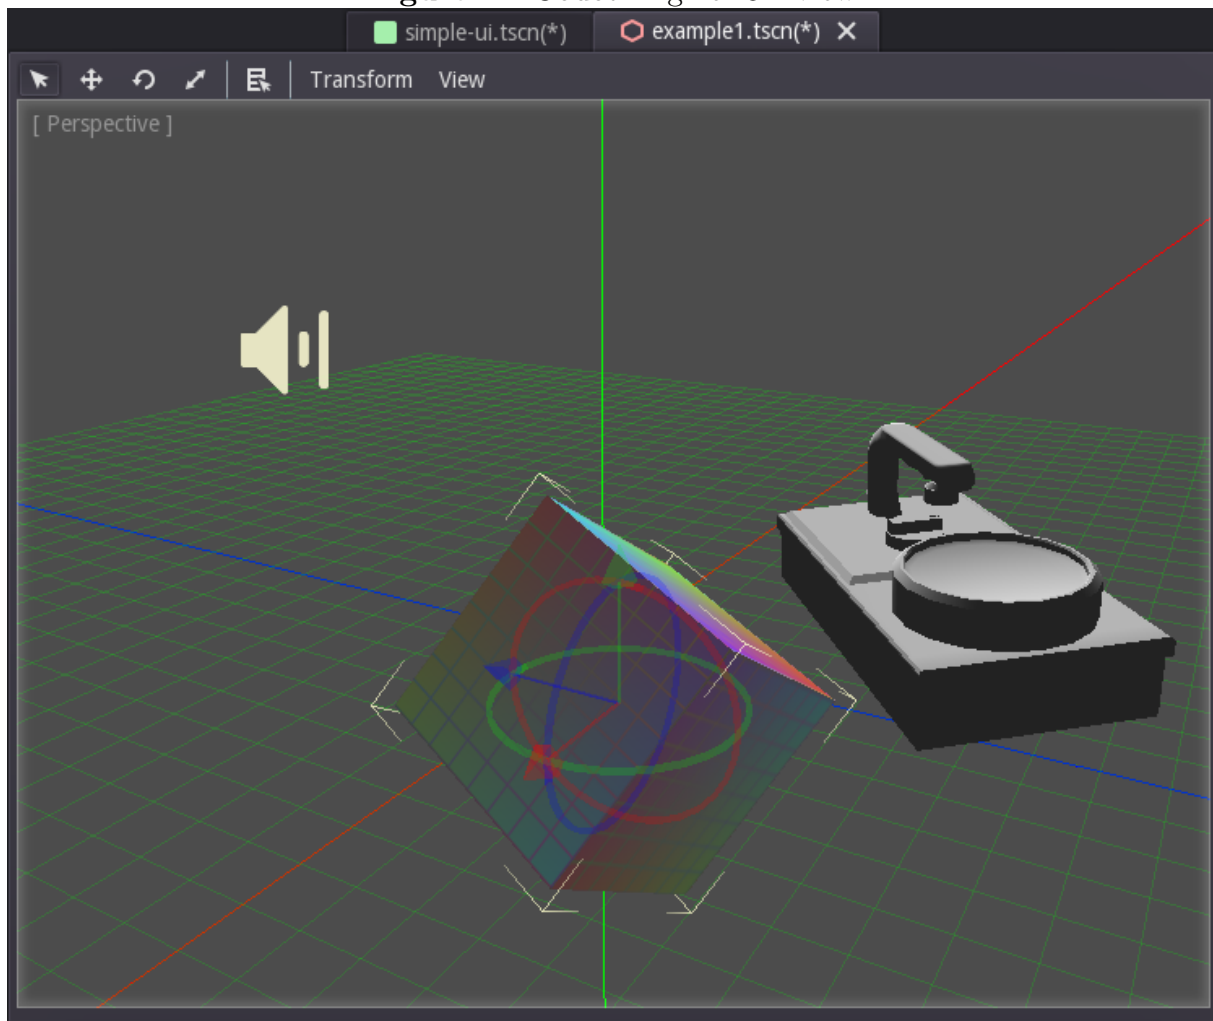 simple-ui.tscn(*) example1.tscn(*)
Transform View
[ Perspective ]